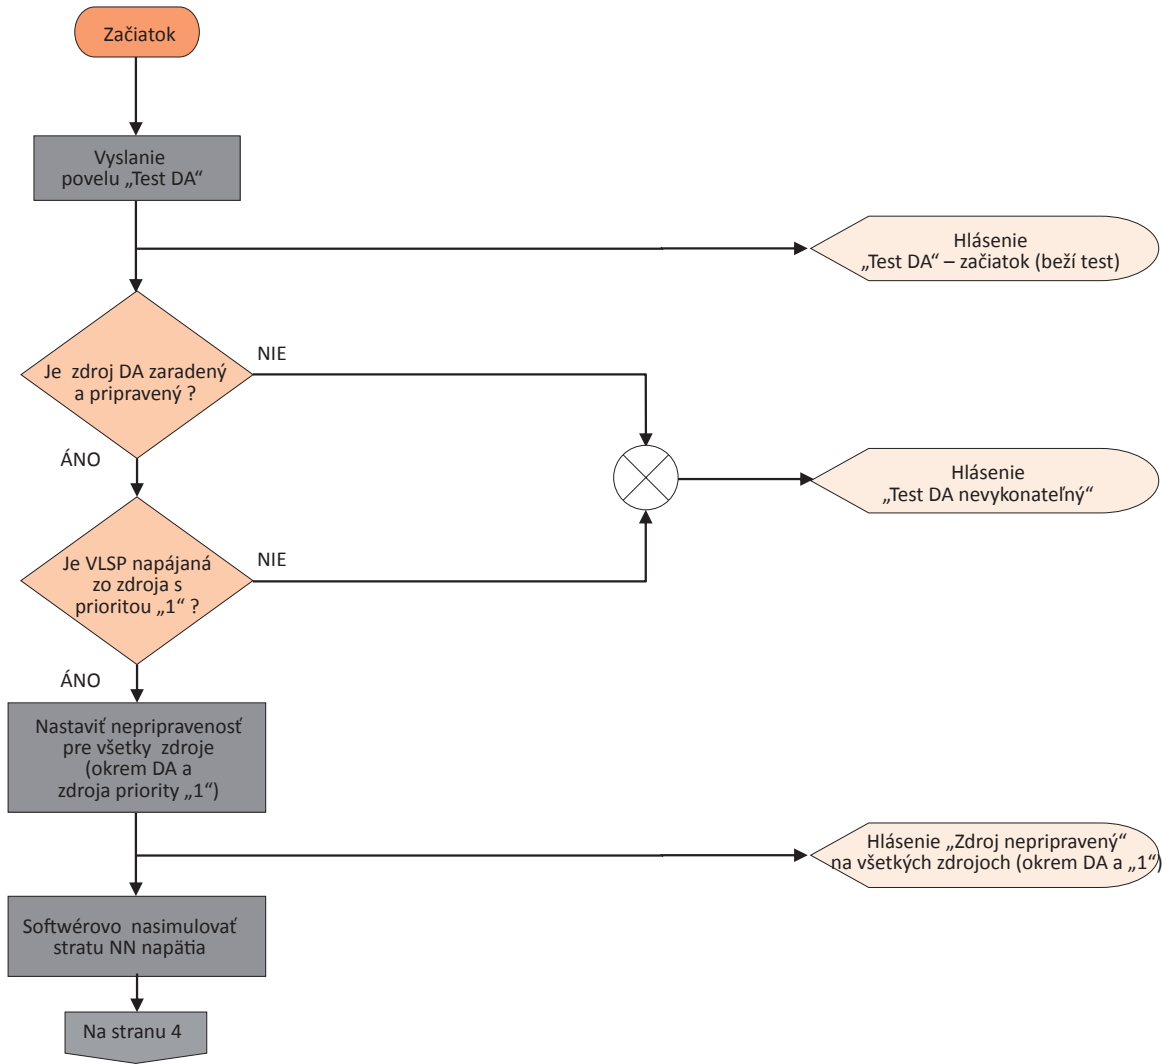 Začiatok
Vyslanie
povelu „Test DA“
Hlásenie
„Test DA“ – začiatok (beží test)
Je zdroj DA zaradený
a pripravený ?
NIE
ÁNO
Hlásenie
„Test DA nevykonateľný“
Je VLSP napájaná
zo zdroja s
prioritou „1“ ?
NIE
ÁNO
Nastaviť nepripravenosť
pre všetky zdroje
(okrem DA a
zdroja priority „1“)
Hlásenie „Zdroj nepripravený“
na všetkých zdrojoch (okrem DA a „1“)
Softwérovo nasimulovať
stratu NN napätia
Na stranu 4